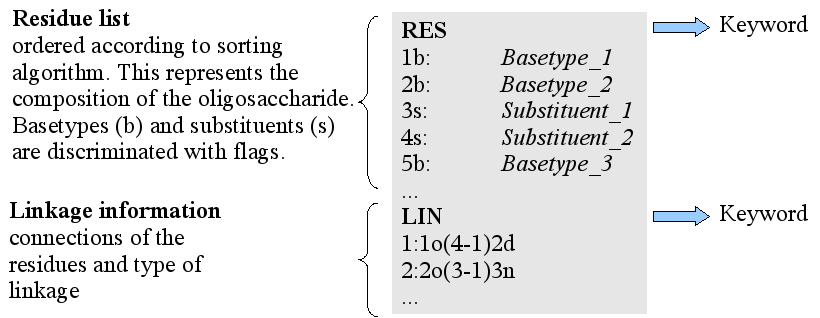 Residue list
ordered according to sorting
algorithm. This represents the
composition of the oligosaccharide.
Basetypes (b) and substituents (s)
are discriminated with flags.
RES
Keyword
1b: Basetype_1
2b: Basetype_2
3s: Substituent_1
4s: Substituent_2
5b: Basetype_3
...
Linkage information
connections of the
residues and type of
linkage
LIN
Keyword
1:1o(4-1)2d
2:2o(3-1)3n
...